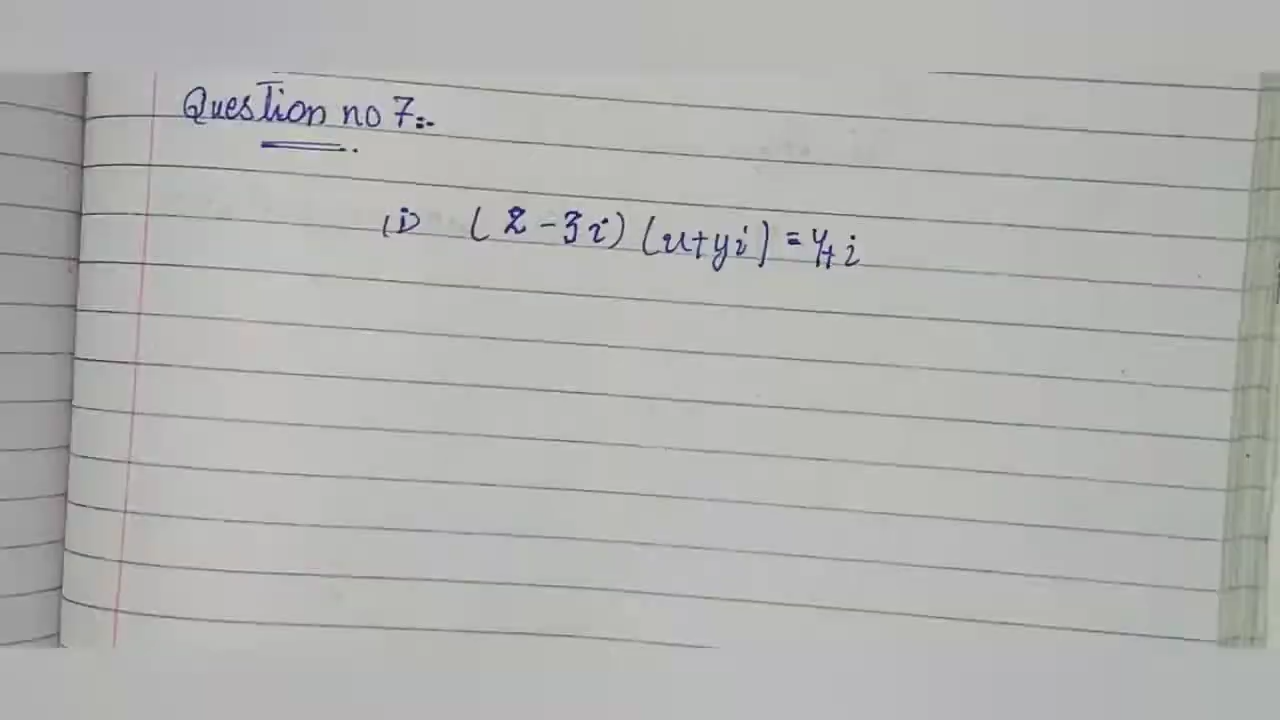 Question no 7:-
(i) (2-3i)(x+yi)=4+i